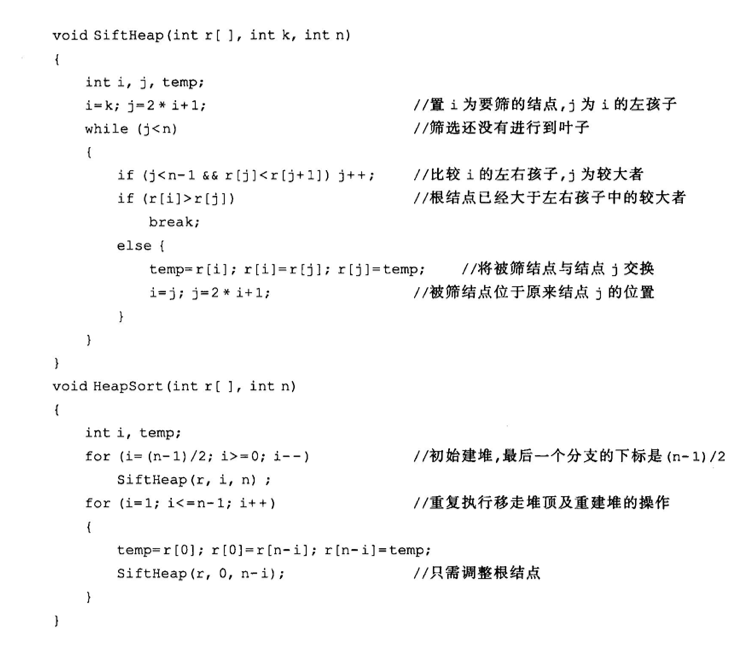 void SiftHeap(int r[ ], int k, int n)
{
int i, j, temp;
i=k; j=2*i+1; //置 i 为要筛的结点,j 为 i 的左孩子
while (j<n) //筛选还没有进行到叶子
{
if (j<n-1 && r[j]<r[j+1]) j++; //比较 i 的左右孩子,j 为较大者
if (r[i]>r[j]) //根结点已经大于左右孩子中的较大者
break;
else {
temp=r[i]; r[i]=r[j]; r[j]=temp; //将被筛结点与结点 j 交换
i=j; j=2*i+1; //被筛结点位于原来结点 j 的位置
}
}
}
void HeapSort(int r[ ], int n)
{
int i, temp;
for (i=(n-1)/2; i>=0; i--) //初始建堆,最后一个分支的下标是(n-1)/2
SiftHeap(r, i, n) ;
for (i=1; i<=n-1; i++) //重复执行移走堆顶及重建堆的操作
{
temp=r[0]; r[0]=r[n-i]; r[n-i]=temp;
SiftHeap(r, 0, n-i); //只需调整根结点
}
}